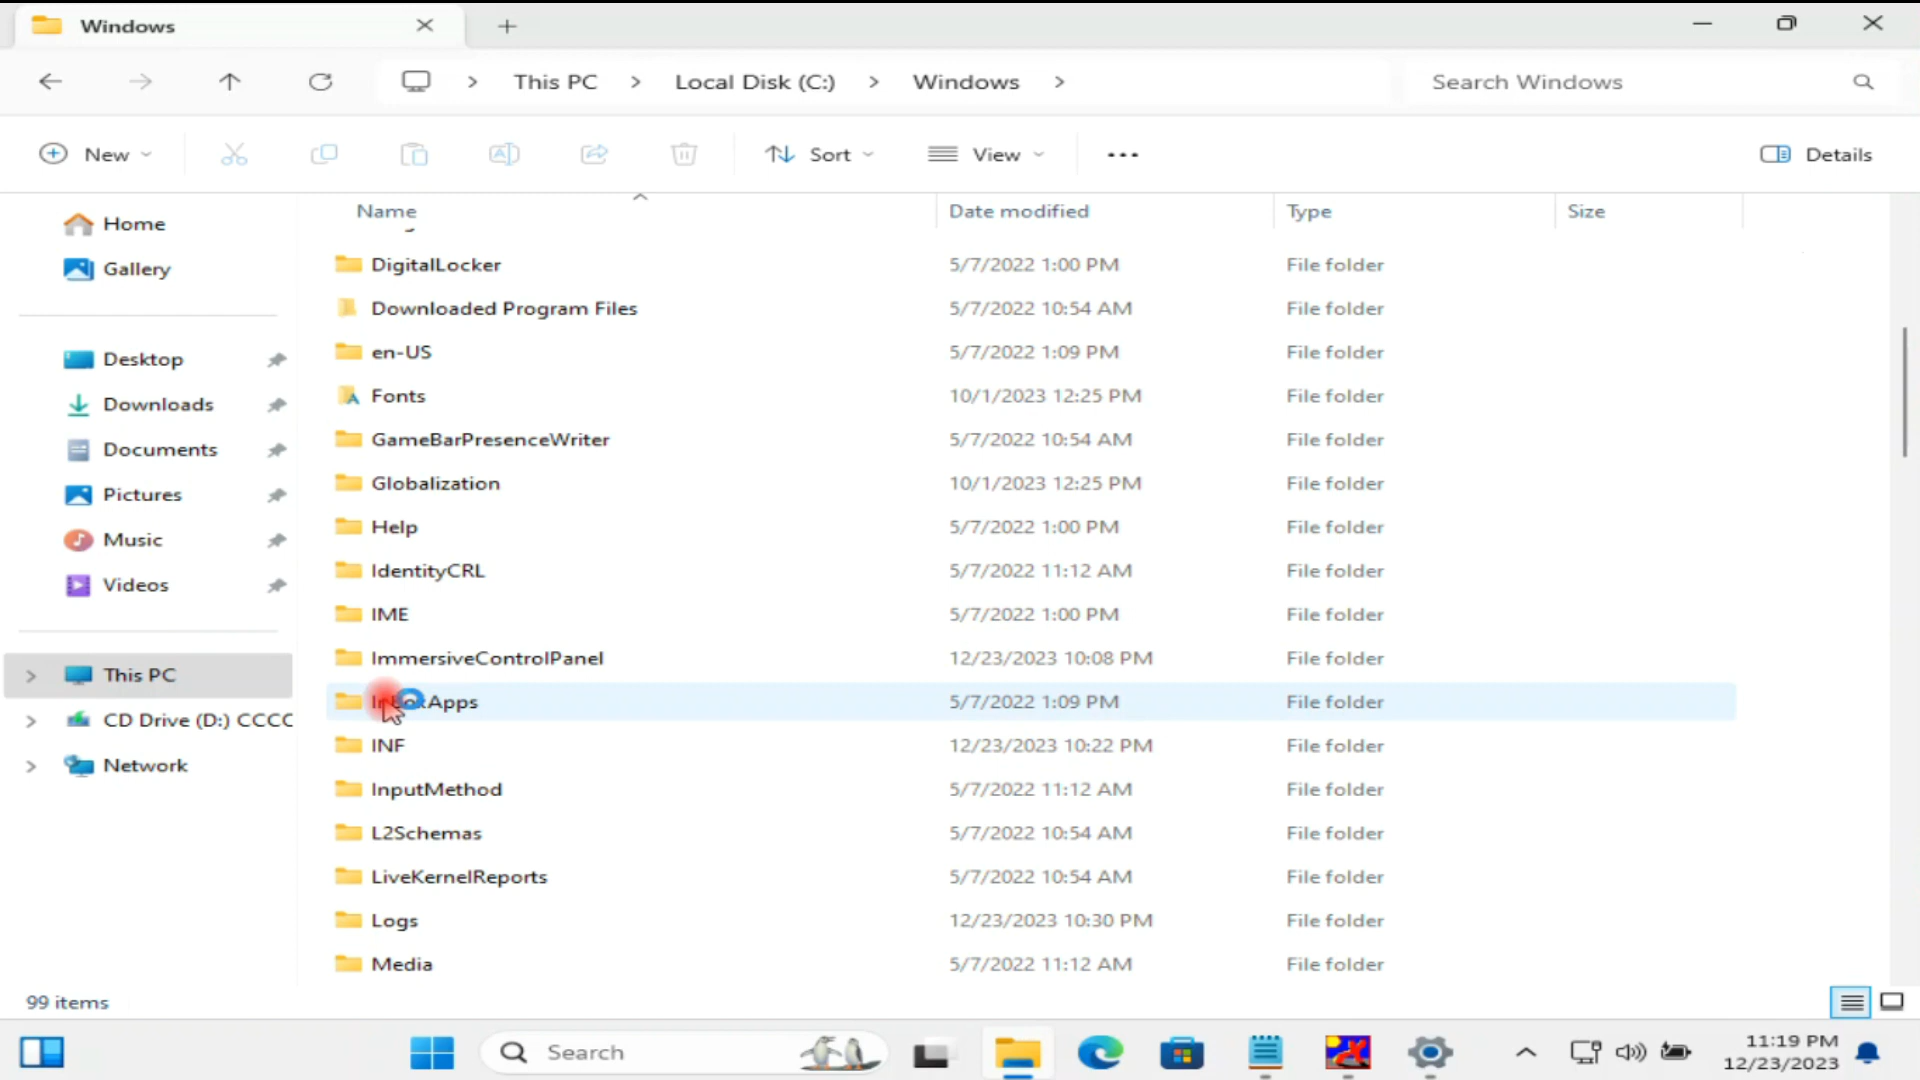 Windows
This PC
Local Disk (C:)
Windows
Search Windows
New
Sort
View
Details
Name
Date modified
Type
Size
Home
Gallery
Desktop
Downloads
Documents
Pictures
Music
Videos
This PC
CD Drive (D:) CCCC
Network
DigitalLocker 5/7/2022 1:00 PM File folder
Downloaded Program Files 5/7/2022 10:54 AM File folder
en-US 5/7/2022 1:09 PM File folder
Fonts 10/1/2023 12:25 PM File folder
GameBarPresenceWriter 5/7/2022 10:54 AM File folder
Globalization 10/1/2023 12:25 PM File folder
Help 5/7/2022 1:00 PM File folder
IdentityCRL 5/7/2022 11:12 AM File folder
IME 5/7/2022 1:00 PM File folder
ImmersiveControlPanel 12/23/2023 10:08 PM File folder
InboxApps 5/7/2022 1:09 PM File folder
INF 12/23/2023 10:22 PM File folder
InputMethod 5/7/2022 11:12 AM File folder
L2Schemas 5/7/2022 10:54 AM File folder
LiveKernelReports 5/7/2022 10:54 AM File folder
Logs 12/23/2023 10:30 PM File folder
Media 5/7/2022 11:12 AM File folder
99 items
Search
11:19 PM
12/23/2023